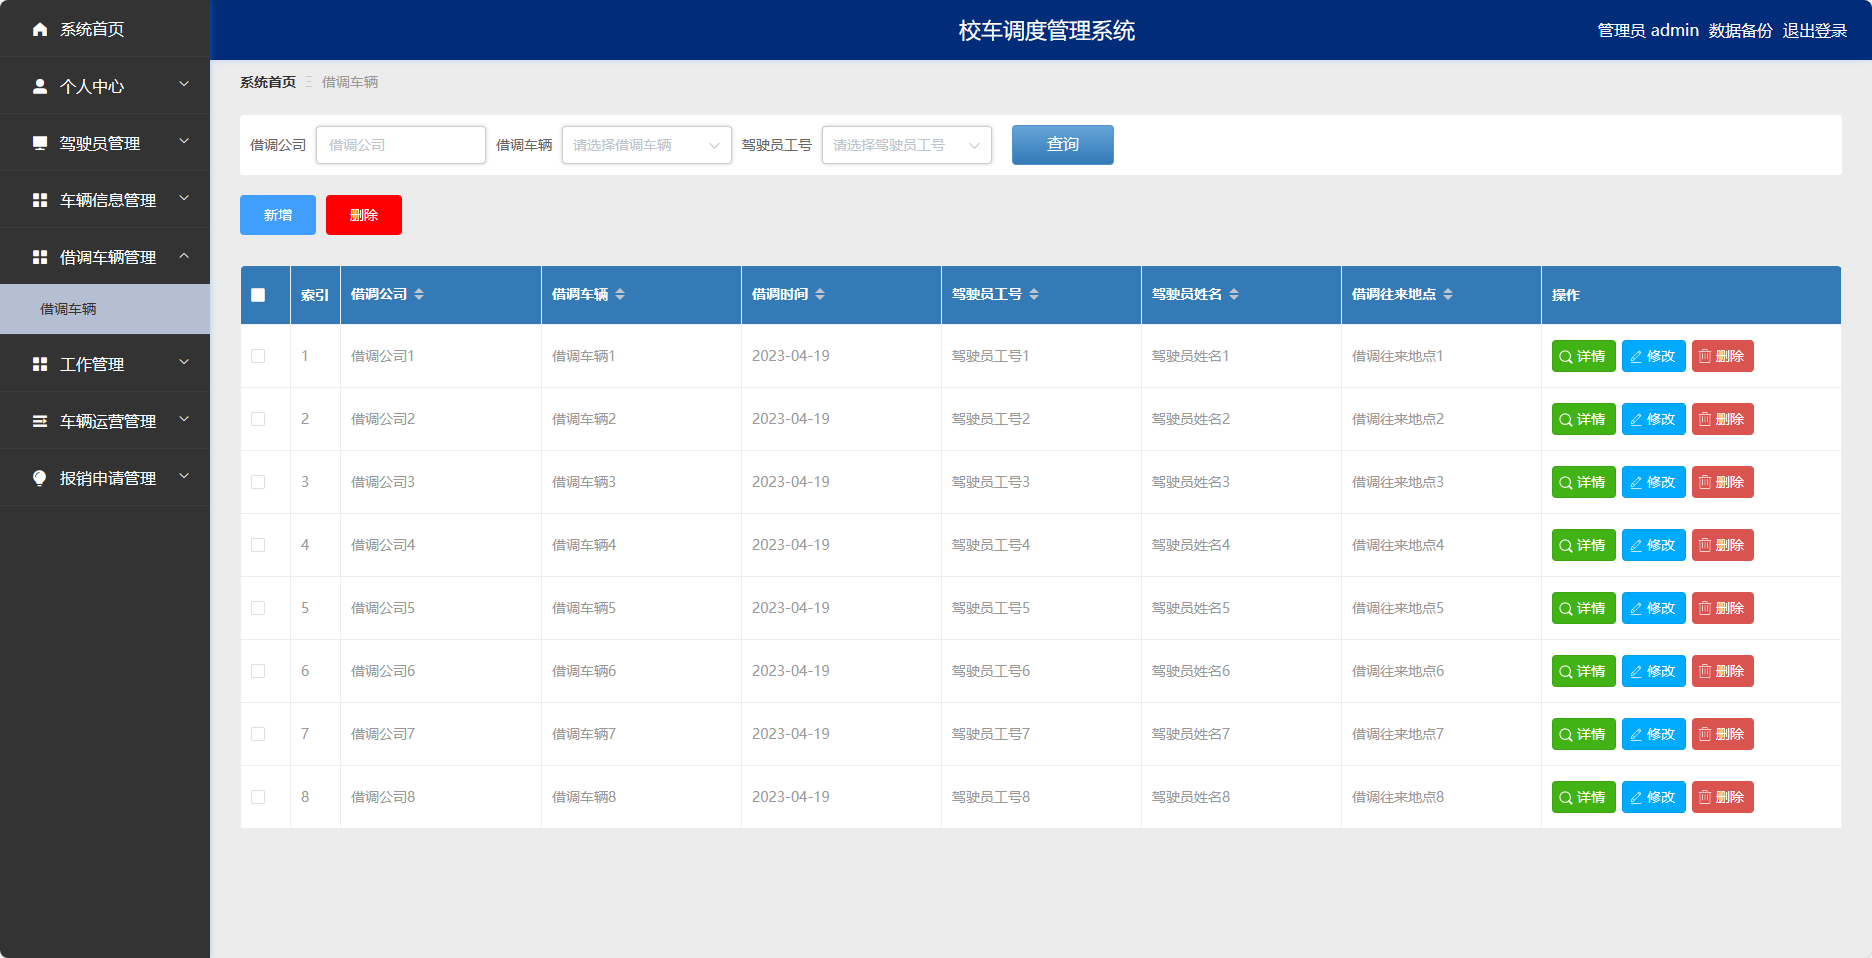 系统首页
个人中心
驾驶员管理
车辆信息管理
借调车辆管理
借调车辆
工作管理
车辆运营管理
报销申请管理
校车调度管理系统
管理员 admin 数据备份 退出登录
系统首页 借调车辆
借调公司 借调公司 借调车辆 请选择借调车辆 驾驶员工号 请选择驾驶员工号 查询
新增 删除
索引 借调公司 借调车辆 借调时间 驾驶员工号 驾驶员姓名 借调往来地点 操作
1 借调公司1 借调车辆1 2023-04-19 驾驶员工号1 驾驶员姓名1 借调往来地点1 详情 修改 删除
2 借调公司2 借调车辆2 2023-04-19 驾驶员工号2 驾驶员姓名2 借调往来地点2 详情 修改 删除
3 借调公司3 借调车辆3 2023-04-19 驾驶员工号3 驾驶员姓名3 借调往来地点3 详情 修改 删除
4 借调公司4 借调车辆4 2023-04-19 驾驶员工号4 驾驶员姓名4 借调往来地点4 详情 修改 删除
5 借调公司5 借调车辆5 2023-04-19 驾驶员工号5 驾驶员姓名5 借调往来地点5 详情 修改 删除
6 借调公司6 借调车辆6 2023-04-19 驾驶员工号6 驾驶员姓名6 借调往来地点6 详情 修改 删除
7 借调公司7 借调车辆7 2023-04-19 驾驶员工号7 驾驶员姓名7 借调往来地点7 详情 修改 删除
8 借调公司8 借调车辆8 2023-04-19 驾驶员工号8 驾驶员姓名8 借调往来地点8 详情 修改 删除